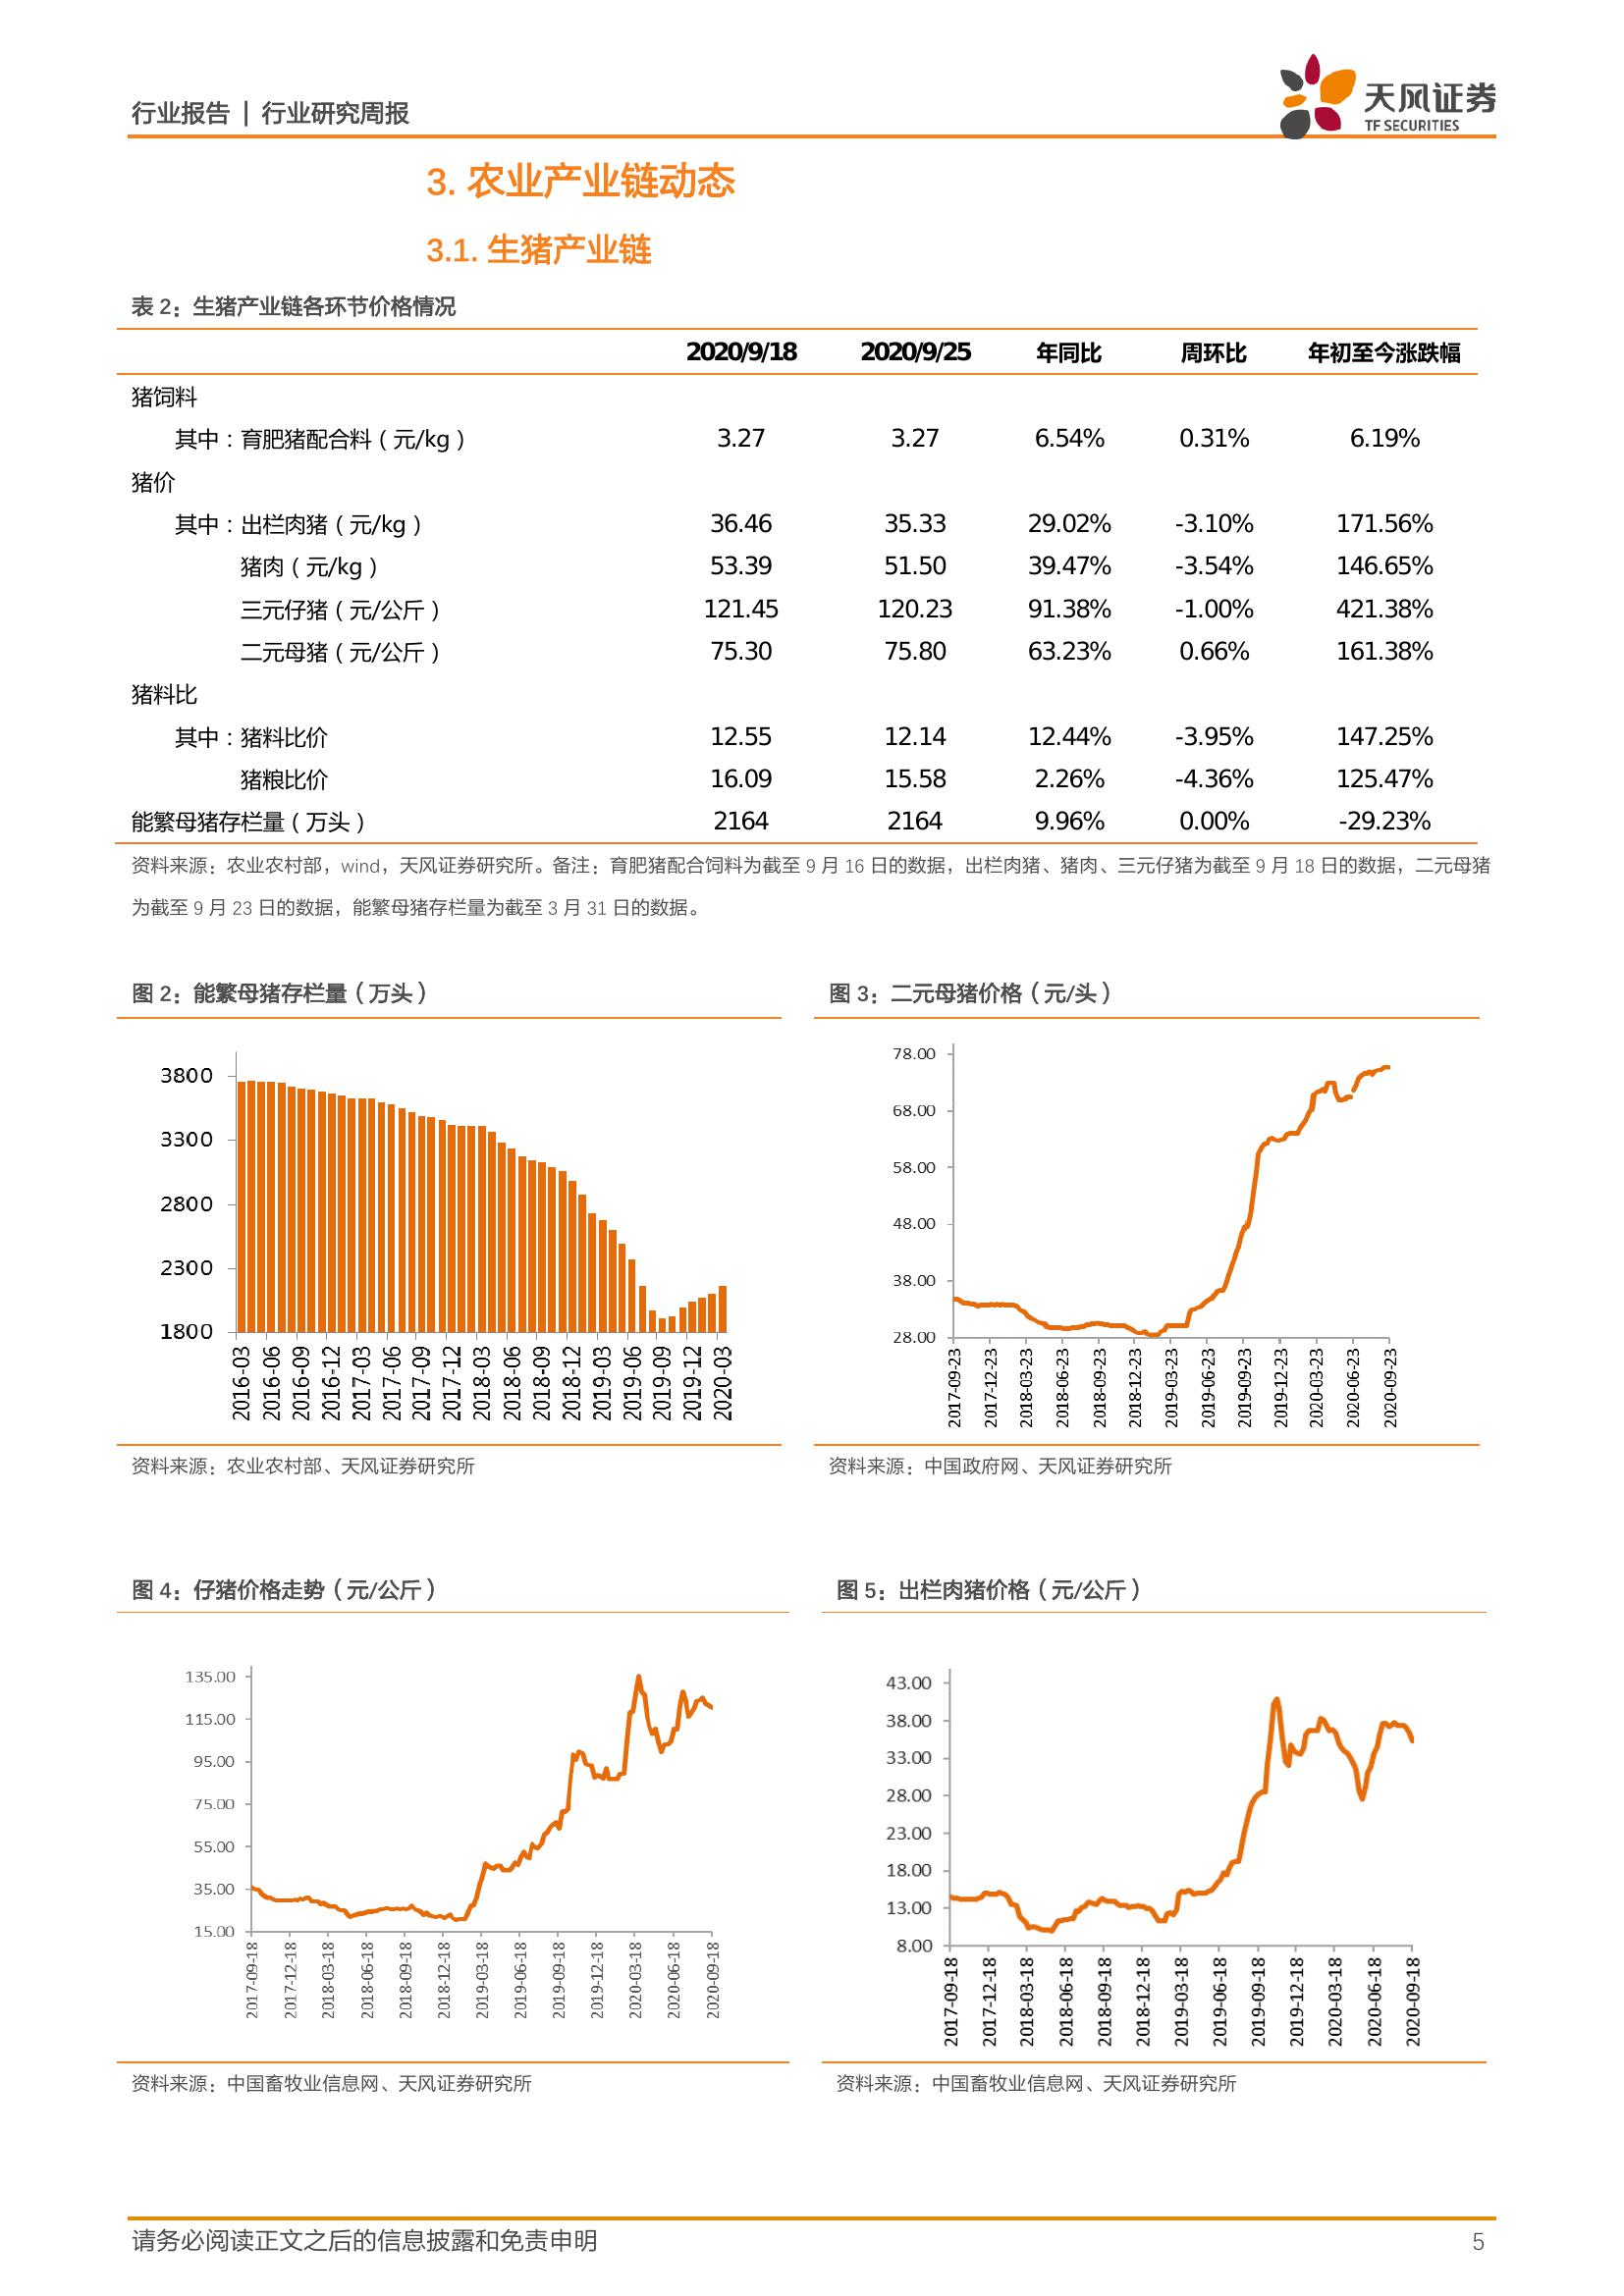 行业报告 | 行业研究周报
天风证券
TF SECURITIES
3. 农业产业链动态
3.1. 生猪产业链
表 2：生猪产业链各环节价格情况
2020/9/18 2020/9/25 年同比 周环比 年初至今涨跌幅
猪饲料
其中：育肥猪配合料（元/kg） 3.27 3.27 6.54% 0.31% 6.19%
猪价
其中：出栏肉猪（元/kg） 36.46 35.33 29.02% -3.10% 171.56%
猪肉（元/kg） 53.39 51.50 39.47% -3.54% 146.65%
三元仔猪（元/公斤） 121.45 120.23 91.38% -1.00% 421.38%
二元母猪（元/公斤） 75.30 75.80 63.23% 0.66% 161.38%
猪料比
其中：猪料比价 12.55 12.14 12.44% -3.95% 147.25%
猪粮比价 16.09 15.58 2.26% -4.36% 125.47%
能繁母猪存栏量（万头） 2164 2164 9.96% 0.00% -29.23%
资料来源：农业农村部，wind，天风证券研究所。备注：育肥猪配合饲料为截至 9 月 16 日的数据，出栏肉猪、猪肉、三元仔猪为截至 9 月 18 日的数据，二元母猪
为截至 9 月 23 日的数据，能繁母猪存栏量为截至 3 月 31 日的数据。
图 2：能繁母猪存栏量（万头）
3800
3300
2800
2300
1800
2016-03 2016-06 2016-09 2016-12 2017-03 2017-06 2017-09 2017-12 2018-03 2018-06 2018-09 2018-12 2019-03 2019-06 2019-09 2019-12 2020-03
资料来源：农业农村部、天风证券研究所
图 3：二元母猪价格（元/头）
78.00
68.00
58.00
48.00
38.00
28.00
2017-09-23 2017-12-23 2018-03-23 2018-06-23 2018-09-23 2018-12-23 2019-03-23 2019-06-23 2019-09-23 2019-12-23 2020-03-23 2020-06-23 2020-09-23
资料来源：中国政府网、天风证券研究所
图 4：仔猪价格走势（元/公斤）
135.00
115.00
95.00
75.00
55.00
35.00
15.00
2017-09-18 2017-12-18 2018-03-18 2018-06-18 2018-09-18 2018-12-18 2019-03-18 2019-06-18 2019-09-18 2019-12-18 2020-03-18 2020-06-18 2020-09-18
资料来源：中国畜牧业信息网、天风证券研究所
图 5：出栏肉猪价格（元/公斤）
43.00
38.00
33.00
28.00
23.00
18.00
13.00
8.00
2017-09-18 2017-12-18 2018-03-18 2018-06-18 2018-09-18 2018-12-18 2019-03-18 2019-06-18 2019-09-18 2019-12-18 2020-03-18 2020-06-18 2020-09-18
资料来源：中国畜牧业信息网、天风证券研究所
请务必阅读正文之后的信息披露和免责申明 5